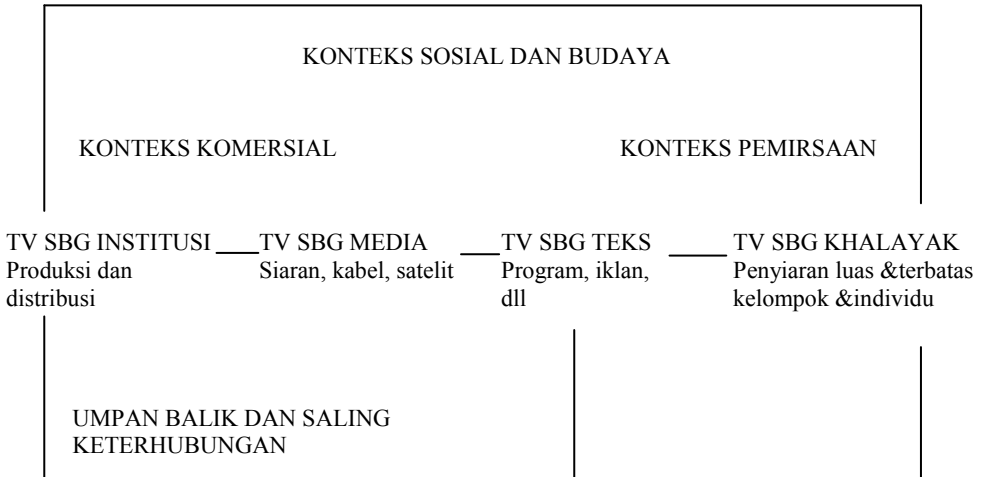 KONTEKS SOSIAL DAN BUDAYA
KONTEKS KOMERSIAL
KONTEKS PEMIRSAAN
TV SBG INSTITUSI
Produksi dan
distribusi
TV SBG MEDIA
Siaran, kabel, satelit
TV SBG TEKS
Program, iklan,
dll
TV SBG KHALAYAK
Penyiaran luas &terbatas
kelompok &individu
UMPAN BALIK DAN SALING
KETERHUBUNGAN